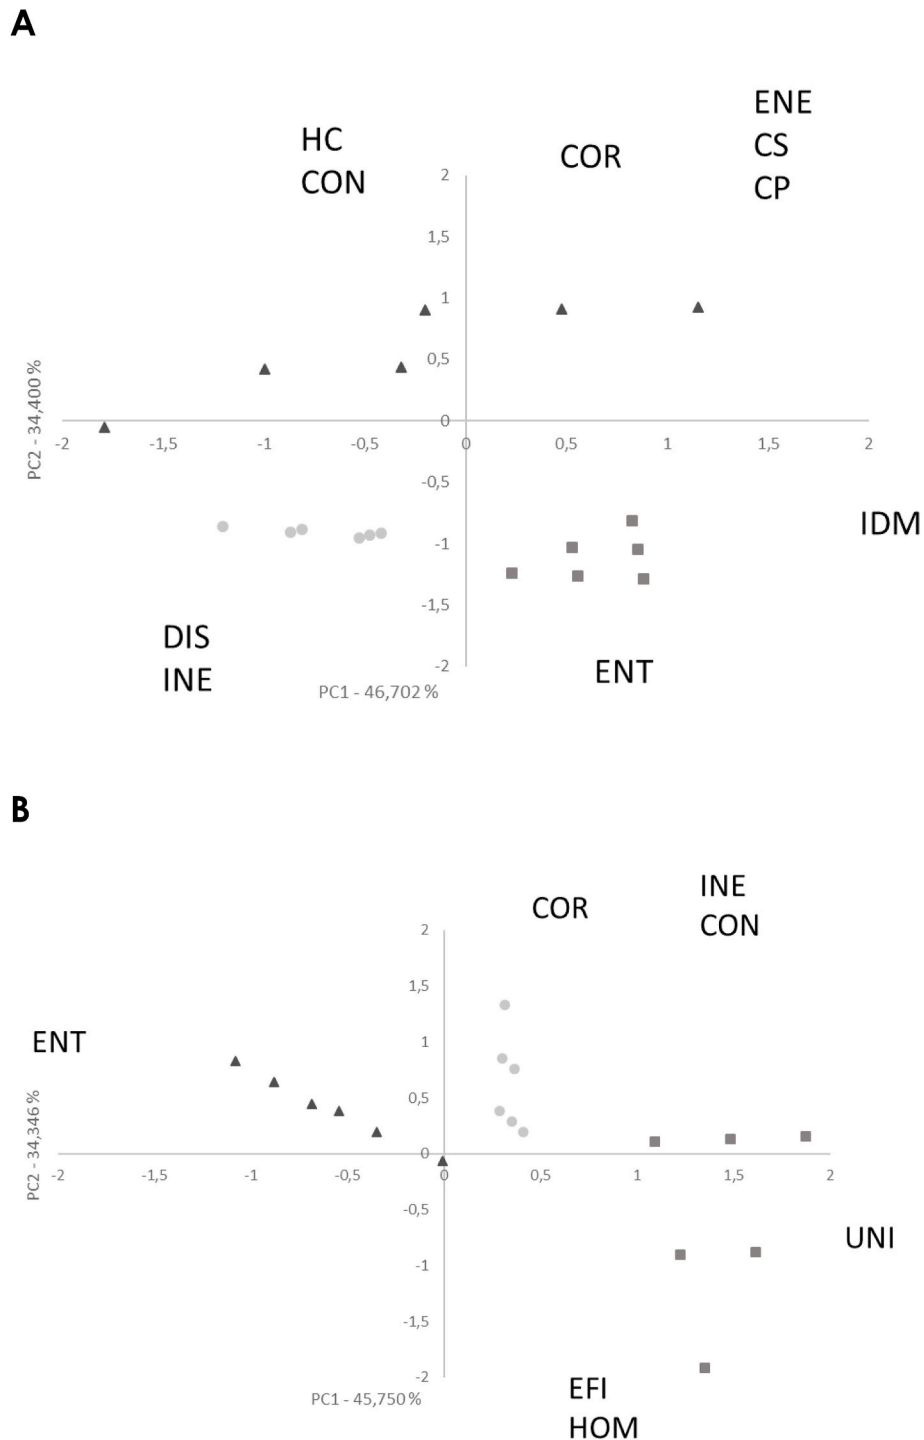 A
HC
CON
COR
ENE
CS
CP
2
1,5
1
0,5
0
-0,5
-1
-1,5
-2
-2
-1,5
-1
-0,5
0
0,5
1
1,5
2
PC2 - 34,400 %
IDM
DIS
INE
ENT
PC1 - 46,702 %
B
COR
INE
CON
ENT
2
1,5
1
0,5
0
-0,5
-1
-1,5
-2
-2
-1,5
-1
-0,5
0
0,5
1
1,5
2
PC2 - 34,346 %
UNI
EFI
HOM
PC1 - 45,750 %